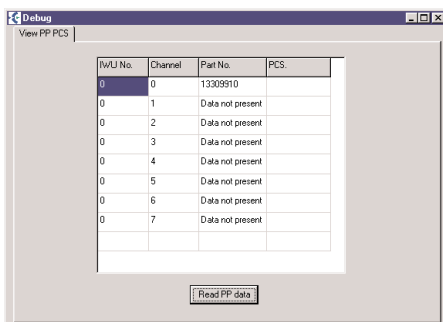 Debug
View PP PCS
IWU No. Channel Part No. PCS.
0 0 13309910
0 1 Data not present
0 2 Data not present
0 3 Data not present
0 4 Data not present
0 5 Data not present
0 6 Data not present
0 7 Data not present
Read PP data